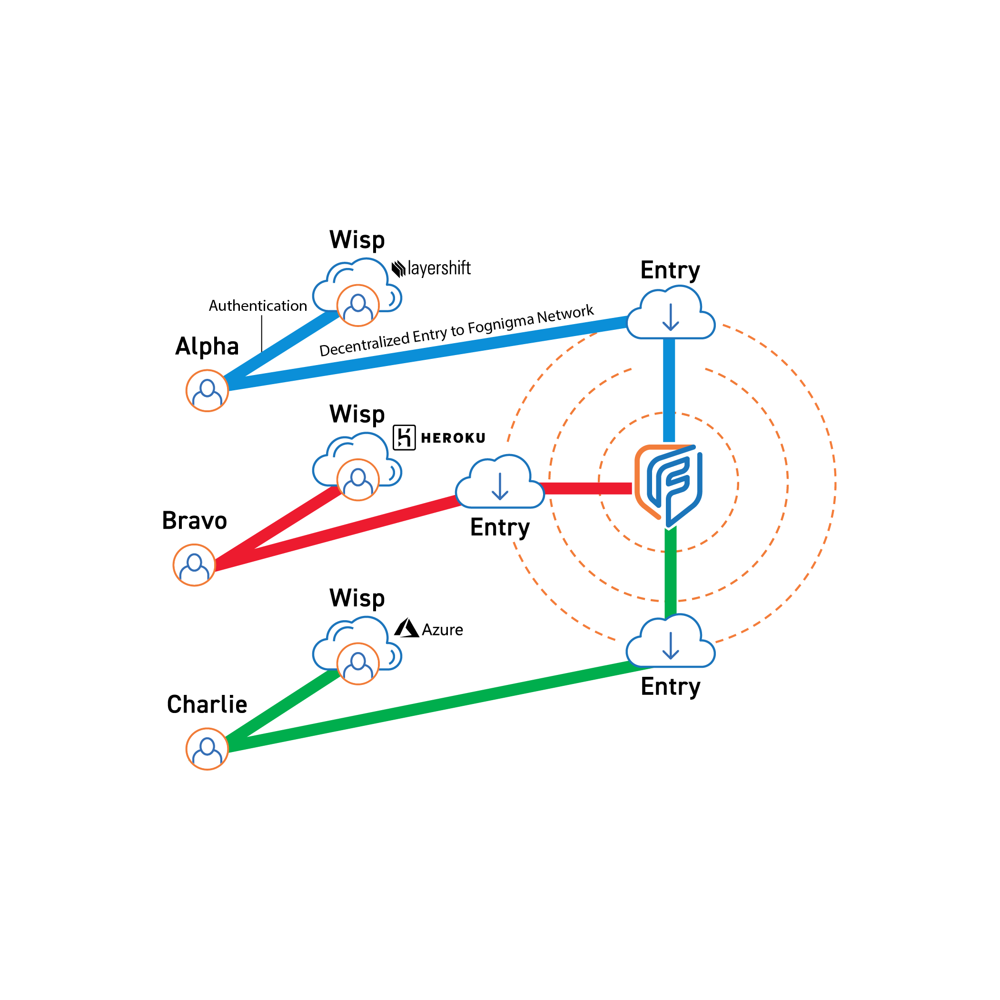 Wisp
layershift
Entry
Authentication
Decentralized Entry to Fognigma Network
Alpha
Wisp
HEROKU
Bravo
Entry
Wisp
Azure
Entry
Charlie